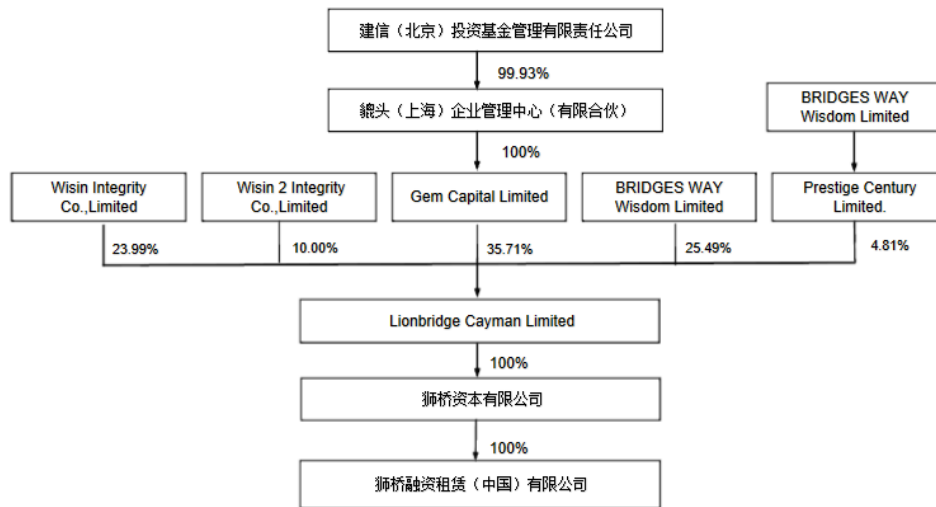 建信（北京）投资基金管理有限责任公司
99.93%
貔头（上海）企业管理中心（有限合伙）
BRIDGES WAY
Wisdom Limited
100%
Wisin Integrity
Co.,Limited
Wisin 2 Integrity
Co.,Limited
Gem Capital Limited
BRIDGES WAY
Wisdom Limited
Prestige Century
Limited.
23.99%
10.00%
35.71%
25.49%
4.81%
Lionbridge Cayman Limited
100%
狮桥资本有限公司
100%
狮桥融资租赁（中国）有限公司